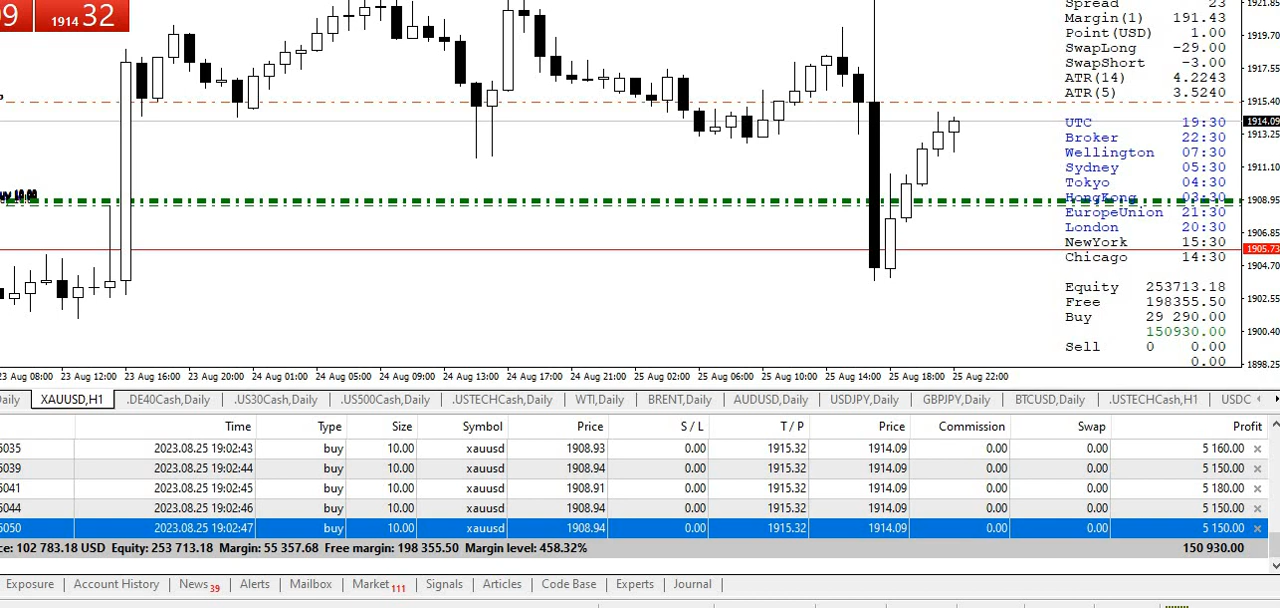 9
1914 32
1921.85
Spread 23
1919.70
Margin(1) 191.43
Point(USD) 1.00
SwapLong -29.00
SwapShort -3.00
1917.55
ATR(14) 4.2243
ATR(5) 3.5240
1915.40
UTC 19:30
1914.09
Broker 22:30
1913.25
Wellington 07:30
Sydney 05:30
1911.10
Tokyo 04:30
HongKong 03:30
1908.95
EuropeUnion 21:30
London 20:30
1906.85
NewYork 15:30
1905.73
Chicago 14:30
1904.70
Equity 253713.18
Free 198355.50
1902.55
Buy 29 290.00
150930.00
1900.40
Sell 0 0.00
0.00
1898.25
23 Aug 08:00 23 Aug 12:00 23 Aug 16:00 23 Aug 20:00 24 Aug 01:00 24 Aug 05:00 24 Aug 09:00 24 Aug 13:00 24 Aug 17:00 24 Aug 21:00 25 Aug 02:00 25 Aug 06:00 25 Aug 10:00 25 Aug 14:00 25 Aug 18:00 25 Aug 22:00
aily XAUUSD,H1 .DE40Cash,Daily .US30Cash,Daily .US500Cash,Daily .USTECHCash,Daily WTI,Daily BRENT,Daily AUDUSD,Daily USDJPY,Daily GBPJPY,Daily BTCUSD,Daily .USTECHCash,H1 USDC
Time Type Size Symbol Price S / L T / P Price Commission Swap Profit
6035 2023.08.25 19:02:43 buy 10.00 xauusd 1908.93 0.00 1915.32 1914.09 0.00 0.00 5 160.00
6039 2023.08.25 19:02:44 buy 10.00 xauusd 1908.94 0.00 1915.32 1914.09 0.00 0.00 5 150.00
6041 2023.08.25 19:02:45 buy 10.00 xauusd 1908.91 0.00 1915.32 1914.09 0.00 0.00 5 180.00
6044 2023.08.25 19:02:46 buy 10.00 xauusd 1908.94 0.00 1915.32 1914.09 0.00 0.00 5 150.00
6050 2023.08.25 19:02:47 buy 10.00 xauusd 1908.94 0.00 1915.32 1914.09 0.00 0.00 5 150.00
ce: 102 783.18 USD Equity: 253 713.18 Margin: 55 357.68 Free margin: 198 355.50 Margin level: 458.32% 150 930.00
Exposure Account History News 39 Alerts Mailbox Market 111 Signals Articles Code Base Experts Journal